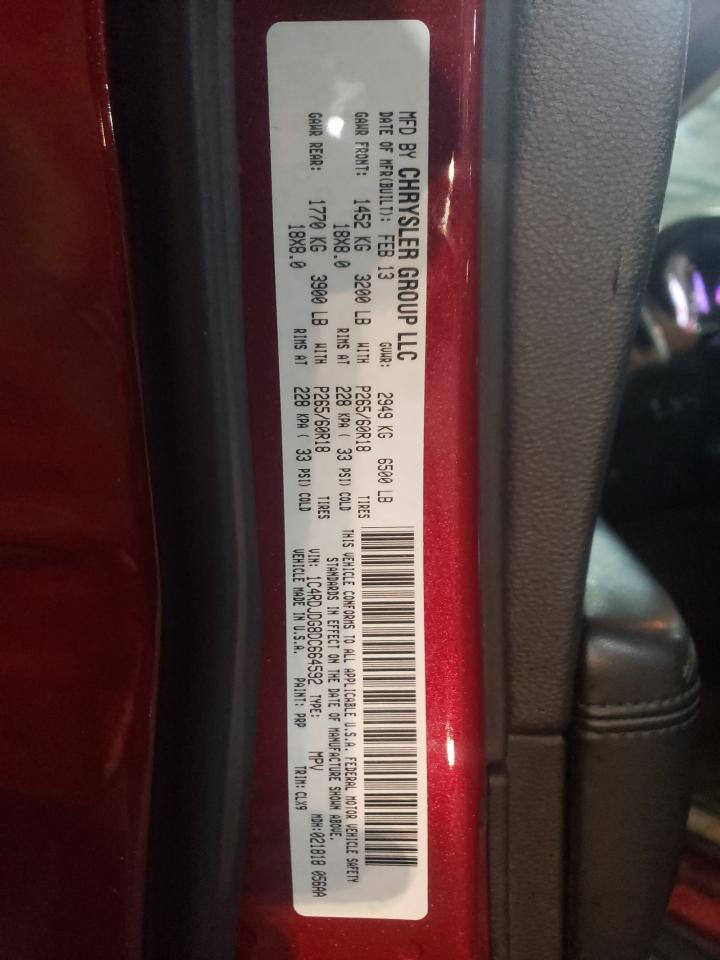 MFD BY CHRYSLER GROUP LLC
DATE OF MFR(BUILT): FEB 13 GVWR: 2949 KG 6500 LB
GAWR FRONT: 1452 KG 3200 LB WITH P265/60R18 TIRES
18X8.0 RIMS AT 228 KPA ( 33 PSI) COLD
GAWR REAR: 1770 KG 3900 LB WITH P265/60R18 TIRES
18X8.0 RIMS AT 228 KPA ( 33 PSI) COLD
THIS VEHICLE CONFORMS TO ALL APPLICABLE U.S.A. FEDERAL MOTOR VEHICLE SAFETY
STANDARDS IN EFFECT ON THE DATE OF MANUFACTURE SHOWN ABOVE.
VIN: 1C4RDJDG8DC664592 TYPE: MPV MDH:021818 056AA
VEHICLE MADE IN U.S.A. PAINT: PRP TRIM: CLX9